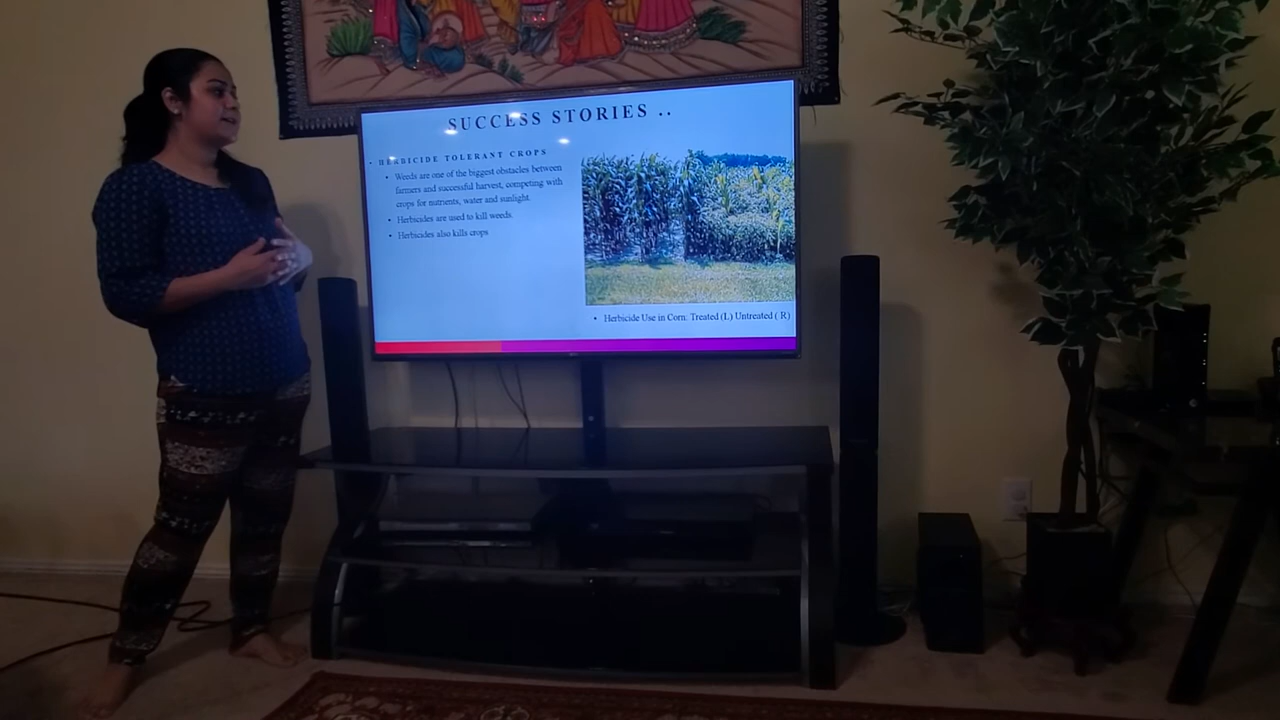 SUCCESS STORIES ..
• HERBICIDE TOLERANT CROPS
• Weeds are one of the biggest obstacles between
farmers and successful harvest, competing with
crops for nutrients, water and sunlight.
• Herbicides are used to kill weeds.
• Herbicides also kills crops
• Herbicide Use in Corn: Treated (L) Untreated ( R)